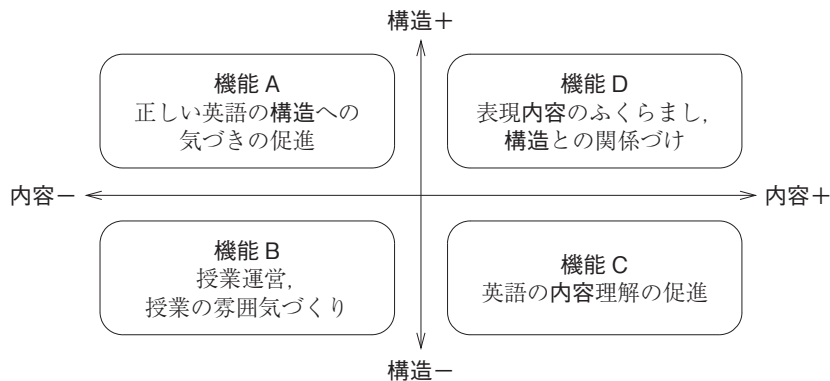 構造＋
機能 A
正しい英語の構造への
気づきの促進
機能 D
表現内容のふくらまし，
構造との関係づけ
内容－
内容＋
機能 B
授業運営，
授業の雰囲気づくり
機能 C
英語の内容理解の促進
構造－